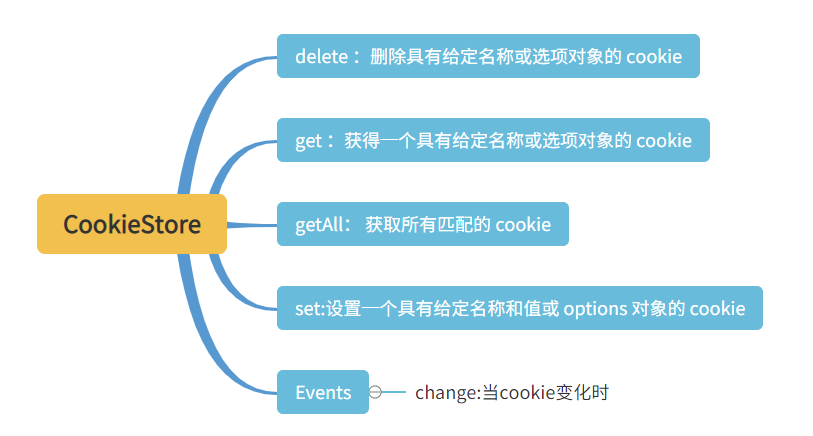 delete ：删除具有给定名称或选项对象的 cookie
get ：获得一个具有给定名称或选项对象的 cookie
CookieStore
getAll： 获取所有匹配的 cookie
set:设置一个具有给定名称和值或 options 对象的 cookie
Events
change:当cookie变化时